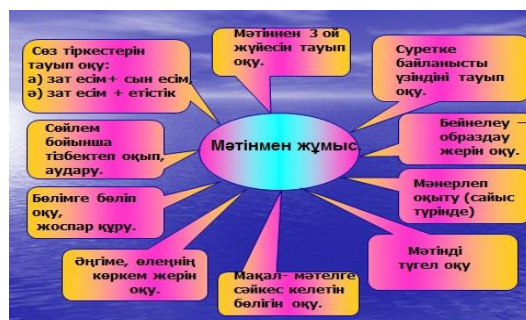 Сөз тіркестерін
тауып оқу:
а) зат есім+ сын есім,
ә) зат есім + етістік
Мәтіннен 3 ой
жүйесін тауып
оқу.
Суретке
байланысты
үзіндіні тауып
оқу.
Сөйлем
бойынша
тізбектеп оқып,
аудару.
Мәтінмен жұмыс
Бейнелеу –
образдау
жерін оқу.
Бөлімге бөліп
оқу,
жоспар құру.
Мәнерлеп
оқыту (сайыс
түрінде)
Әңгіме, өлеңнің
көркем жерін
оқу.
Мақал- мәтелге
сәйкес келетін
бөлігін оқу.
Мәтінді
түгел оқу